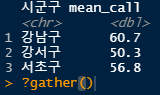 시군구 mean_call
<chr> <dbl>
1 강남구 60.7
2 강서구 50.3
3 서초구 56.8
> ?gather()